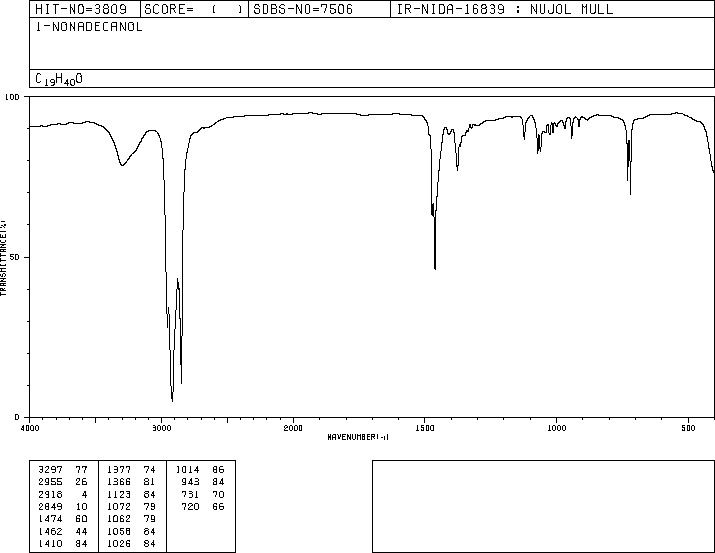 HIT-NO=3809 SCORE= ( ) SDBS-NO=7506 IR-NIDA-16839 : NUJOL MULL
1-NONADECANOL
C19H40O
100
50
0
TRANSMITTANCE(%)
4000 3000 2000 1500 1000 500
WAVENUMBER(-1)
3297 77 1377 74 1014 86
2955 26 1366 81 943 84
2918 4 1123 84 731 70
2849 10 1072 79 720 66
1474 60 1062 79
1462 44 1058 84
1410 84 1026 84